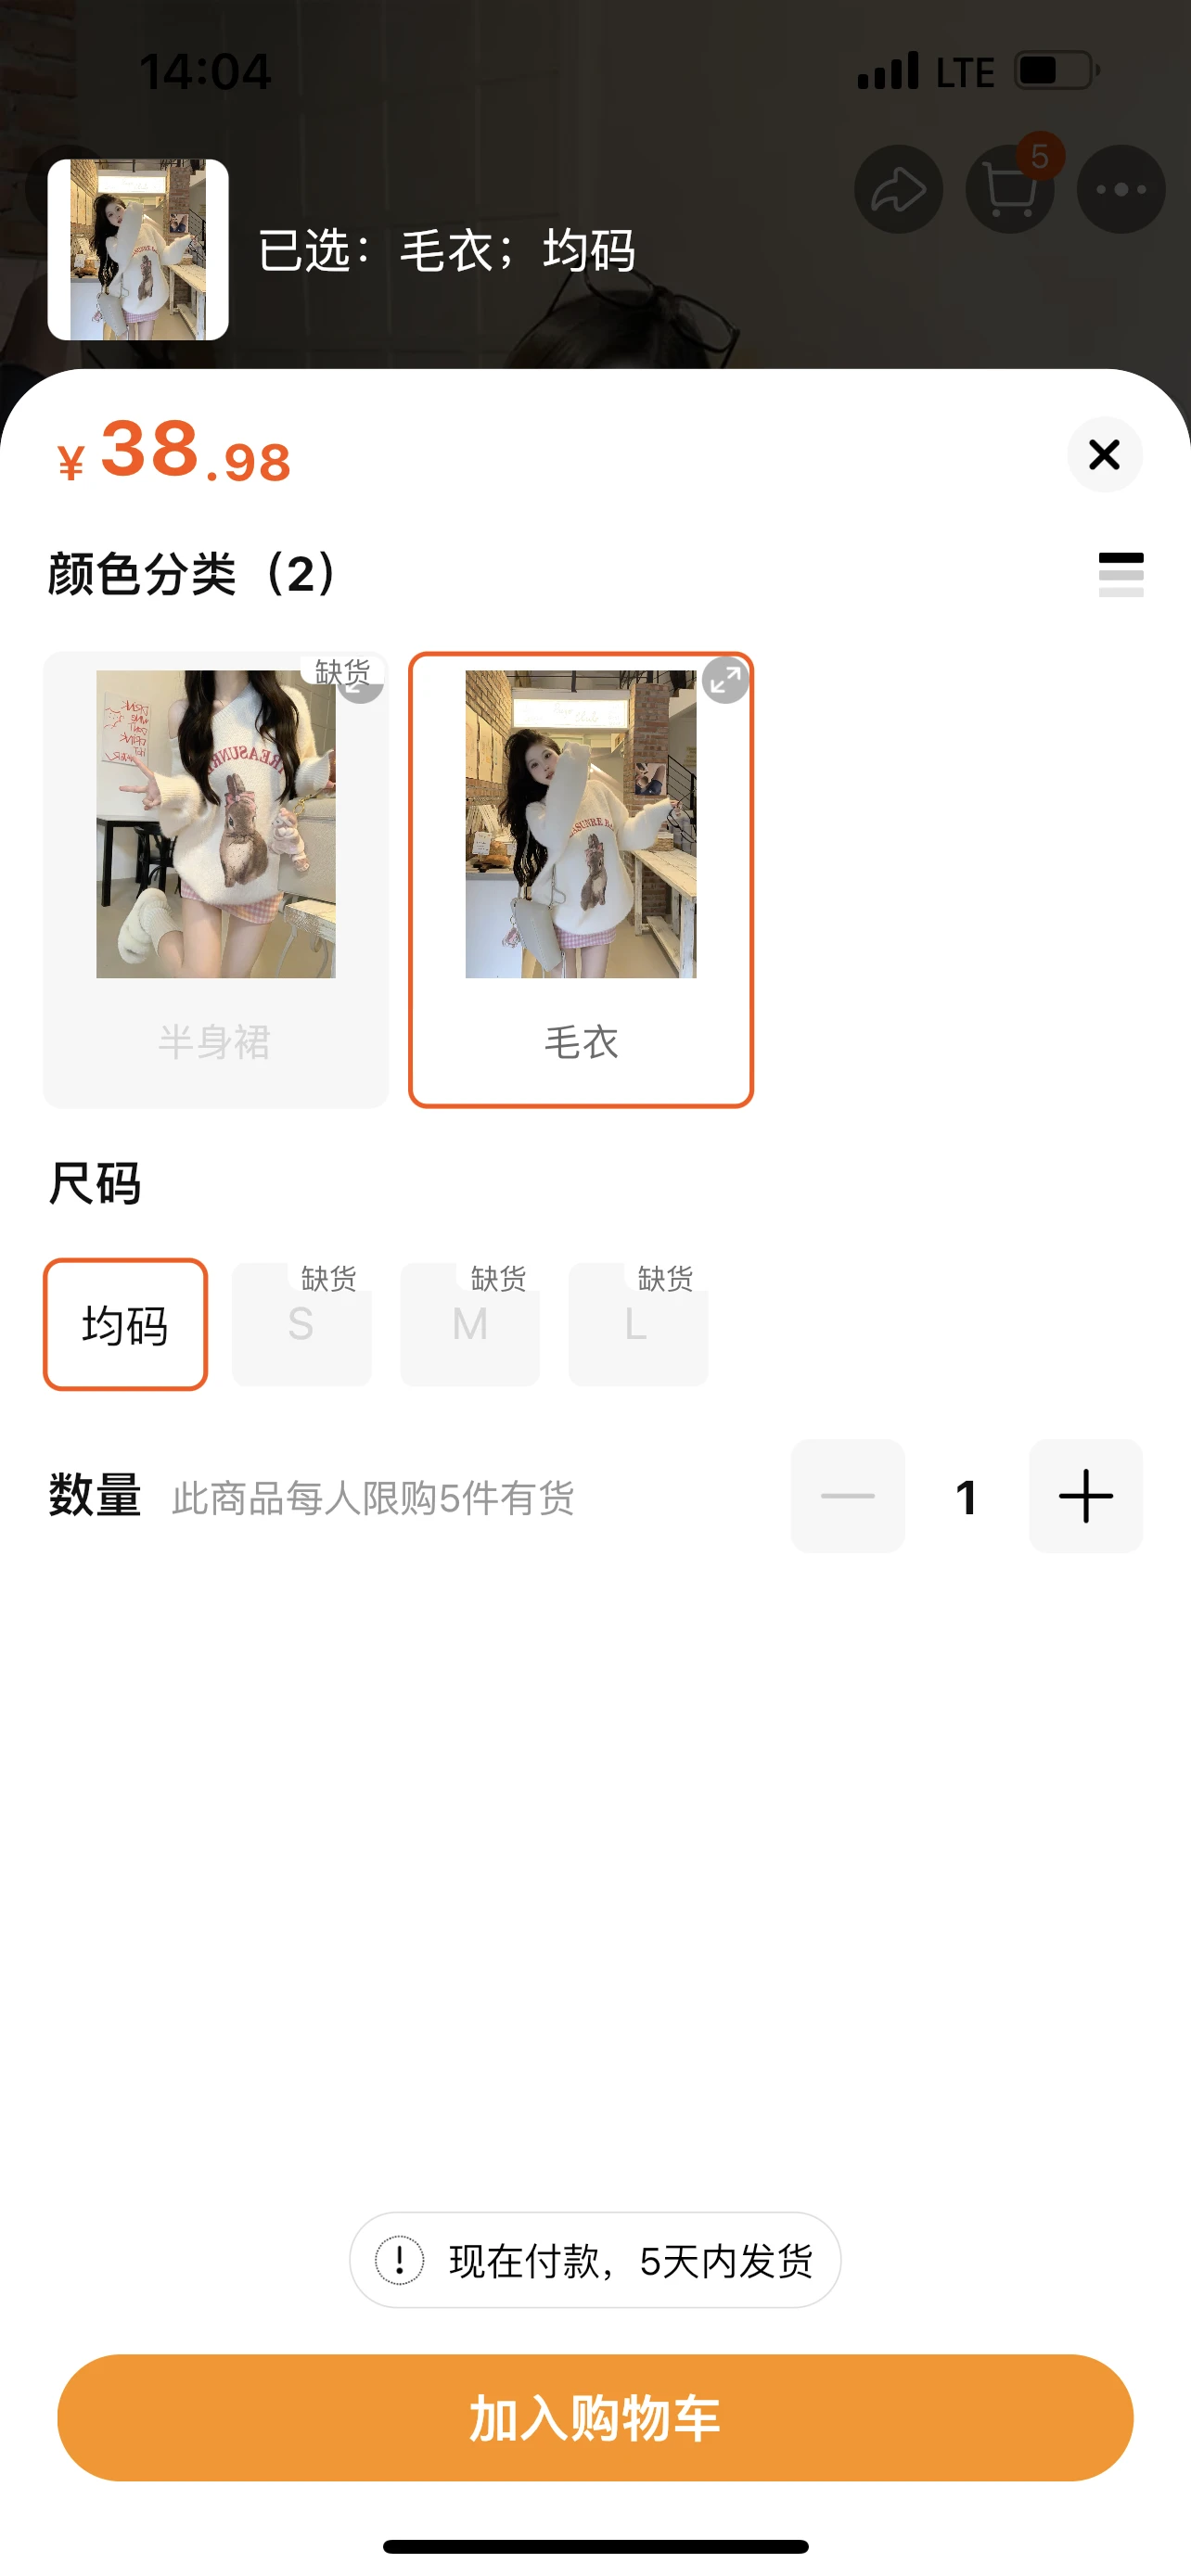 14:04
LTE
5
已选：毛衣；均码
¥38.98
颜色分类（2）
缺货
半身裙
毛衣
尺码
均码
缺货
S
缺货
M
缺货
L
数量 此商品每人限购5件有货
1
现在付款，5天内发货
加入购物车